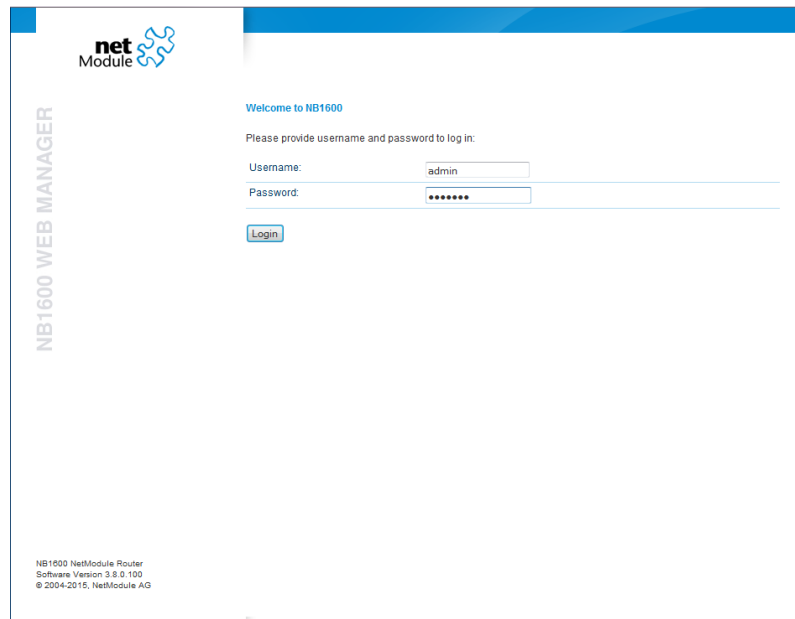 net
Module
Welcome to NB1600
Please provide username and password to log in:
Username: admin
Password: •••••••
Login
NB1600 WEB MANAGER
NB1600 NetModule Router
Software Version 3.8.0.100
© 2004-2015, NetModule AG